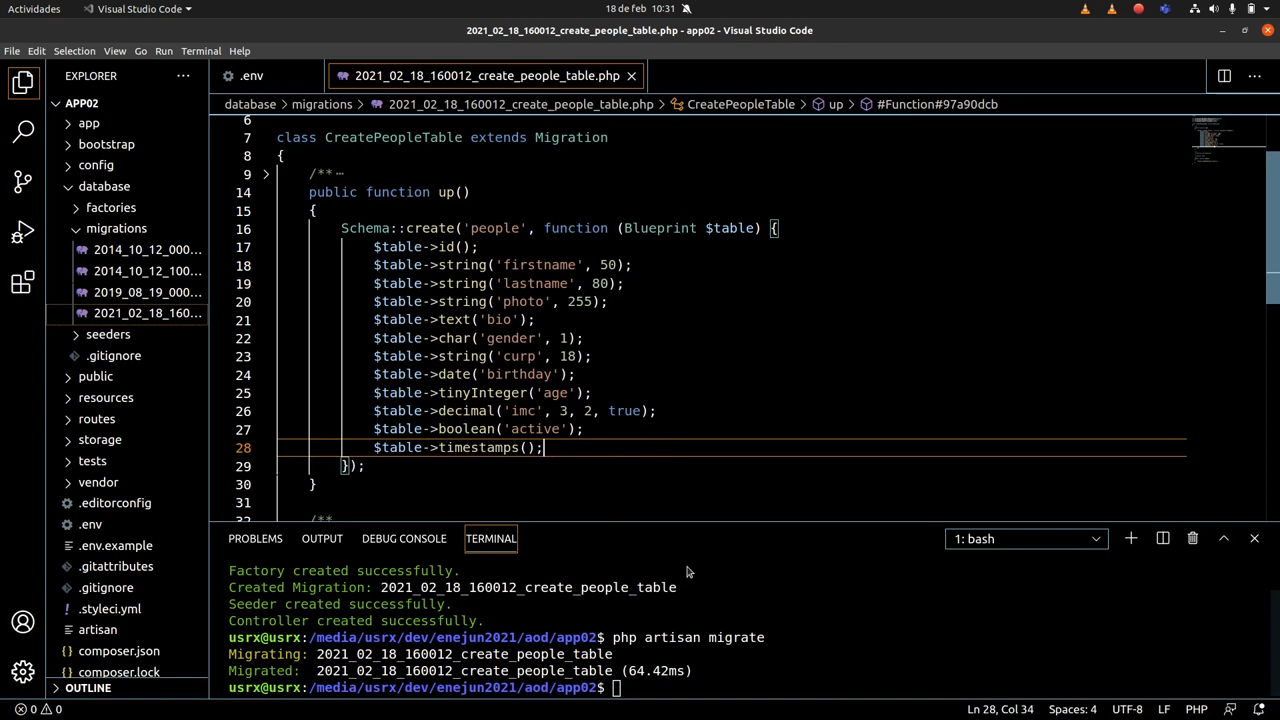 Actividades
Visual Studio Code
18 de feb 10:31
2021_02_18_160012_create_people_table.php - app02 - Visual Studio Code
File Edit Selection View Go Run Terminal Help
EXPLORER
.env
2021_02_18_160012_create_people_table.php
database > migrations > 2021_02_18_160012_create_people_table.php > CreatePeopleTable > up > #Function#97a90dcb
APP02
app
bootstrap
config
database
factories
migrations
2014_10_12_000...
2014_10_12_100...
2019_08_19_000...
2021_02_18_160...
seeders
.gitignore
public
resources
routes
storage
tests
vendor
.editorconfig
.env
.env.example
.gitattributes
.gitignore
.styleci.yml
artisan
composer.json
composer.lock
OUTLINE
6
7 class CreatePeopleTable extends Migration
8 {
9 /** ...
14 public function up()
15 {
16 Schema::create('people', function (Blueprint $table) {
17 $table->id();
18 $table->string('firstname', 50);
19 $table->string('lastname', 80);
20 $table->string('photo', 255);
21 $table->text('bio');
22 $table->char('gender', 1);
23 $table->string('curp', 18);
24 $table->date('birthday');
25 $table->tinyInteger('age');
26 $table->decimal('imc', 3, 2, true);
27 $table->boolean('active');
28 $table->timestamps();
29 });
30 }
31
32 /**
PROBLEMS OUTPUT DEBUG CONSOLE TERMINAL
1: bash
Factory created successfully.
Created Migration: 2021_02_18_160012_create_people_table
Seeder created successfully.
Controller created successfully.
usrx@usrx:/media/usrx/dev/enejun2021/aod/app02$ php artisan migrate
Migrating: 2021_02_18_160012_create_people_table
Migrated: 2021_02_18_160012_create_people_table (64.42ms)
usrx@usrx:/media/usrx/dev/enejun2021/aod/app02$
0 0
Ln 28, Col 34 Spaces: 4 UTF-8 LF PHP